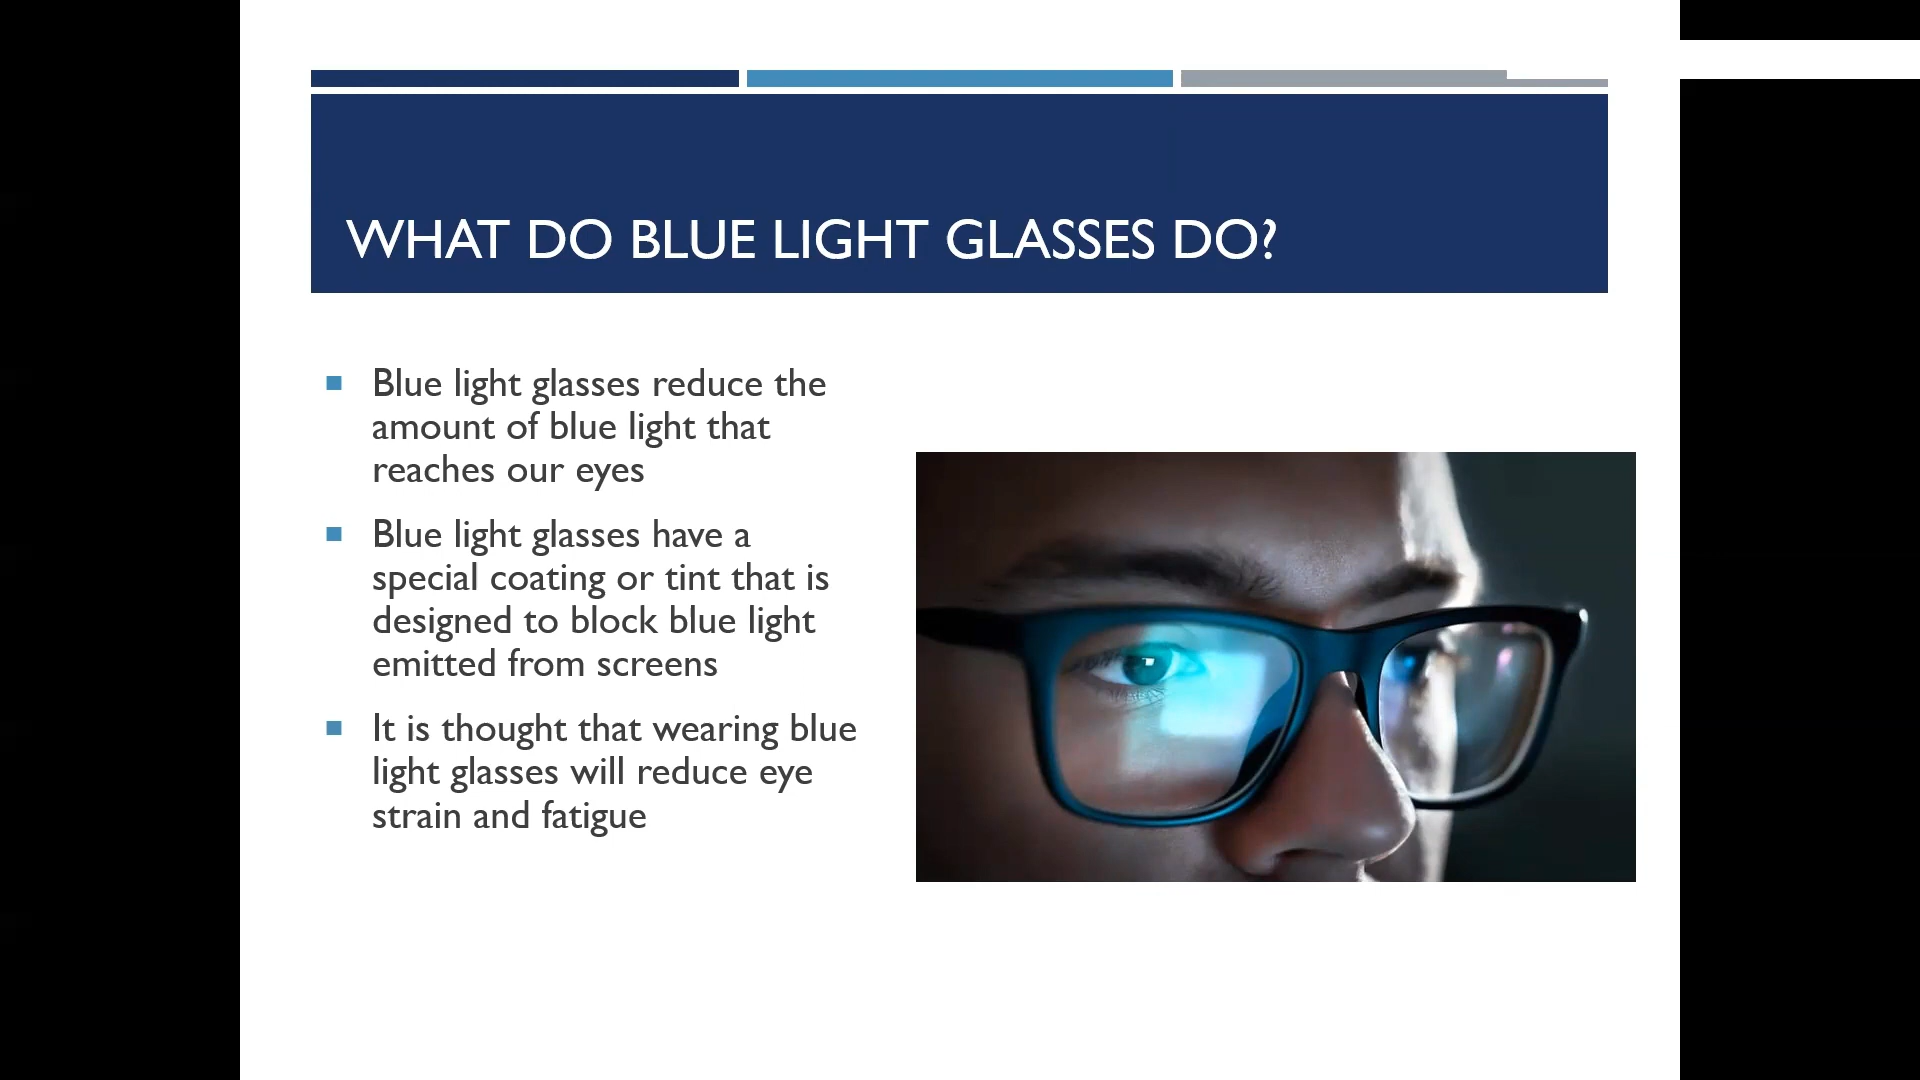 WHAT DO BLUE LIGHT GLASSES DO?
Blue light glasses reduce the
amount of blue light that
reaches our eyes
Blue light glasses have a
special coating or tint that is
designed to block blue light
emitted from screens
It is thought that wearing blue
light glasses will reduce eye
strain and fatigue